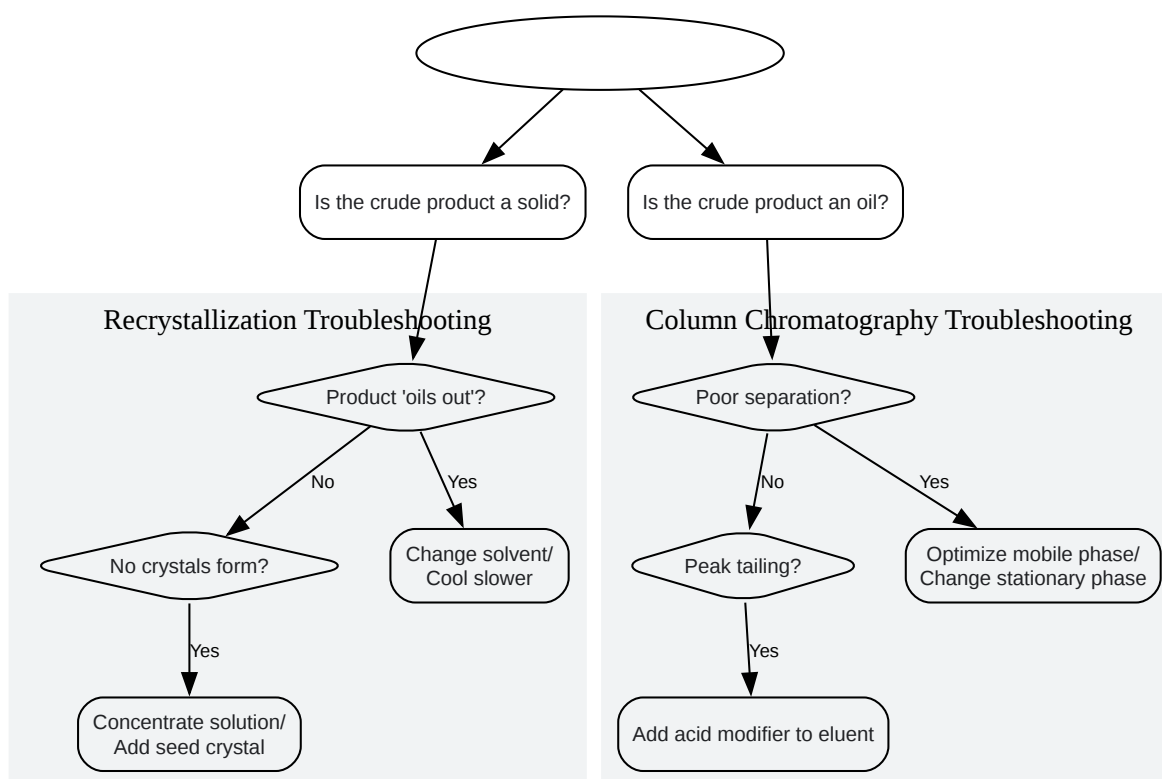 Is the crude product a solid?
Is the crude product an oil?
Recrystallization Troubleshooting
Column Chromatography Troubleshooting
Product 'oils out'?
Poor separation?
No
Yes
No
Yes
No crystals form?
Change solvent/
Cool slower
Peak tailing?
Optimize mobile phase/
Change stationary phase
Yes
Yes
Concentrate solution/
Add seed crystal
Add acid modifier to eluent